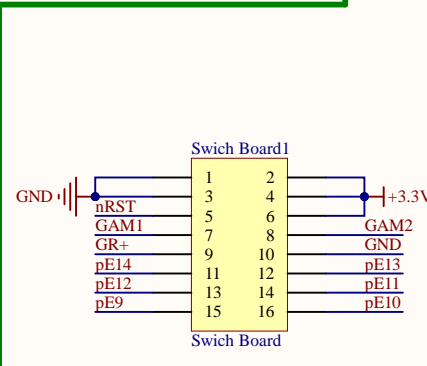 Swich Board1
1 2
GND 3 4 +3.3V
nRST 5 6
GAM1 7 8 GAM2
GR+ 9 10 GND
pE14 11 12 pE13
pE12 13 14 pE11
pE9 15 16 pE10
Swich Board